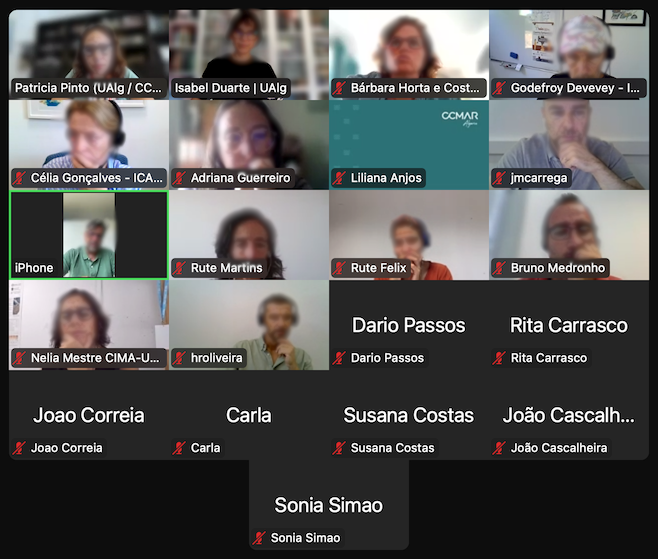 Patricia Pinto (UAlg / CC...
Isabel Duarte | UAlg
Bárbara Horta e Cost...
Godefroy Devevey - I...
Célia Gonçalves - ICA...
Adriana Guerreiro
CCMAR
Algarve
Liliana Anjos
jmcarrega
iPhone
Rute Martins
Rute Felix
Bruno Medronho
Nelia Mestre CIMA-U...
hroliveira
Dario Passos
Dario Passos
Rita Carrasco
Rita Carrasco
Joao Correia
Joao Correia
Carla
Carla
Susana Costas
Susana Costas
João Cascalh...
João Cascalheira
Sonia Simao
Sonia Simao